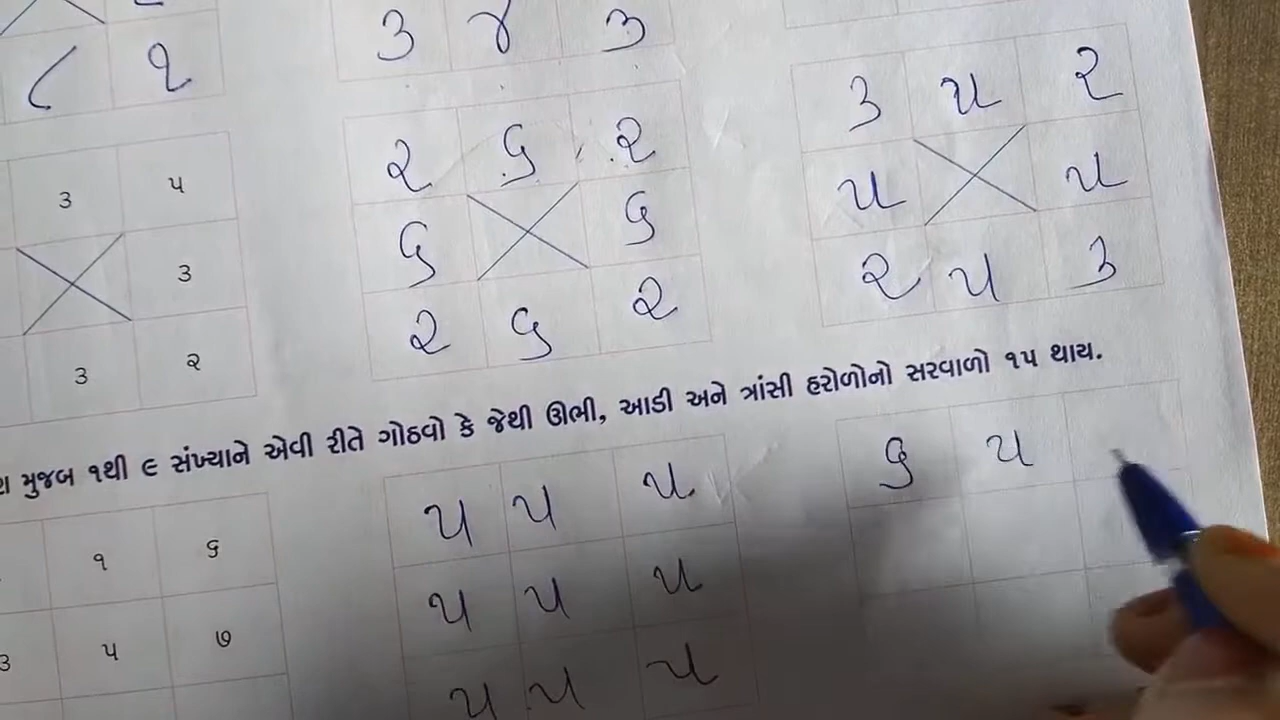 ૮ ૧
૩ ૪ ૩
૩ ૫ ૨
૨ ૬ ૨
૩ ૫
૫ ૫
૬ ૬
૩
૨ ૫ ૩
૨ ૬ ૨
૩ ૨
મુજબ ૧થી ૯ સંખ્યાને એવી રીતે ગોઠવો કે જેથી ઊભી, આડી અને ત્રાંસી હરોળોનો સરવાળો ૧૫ થાય.
૬ ૫
૫ ૫ ૫
૧ ૬
૫ ૫ ૫
૩ ૫ ૭
૫ ૫ ૫